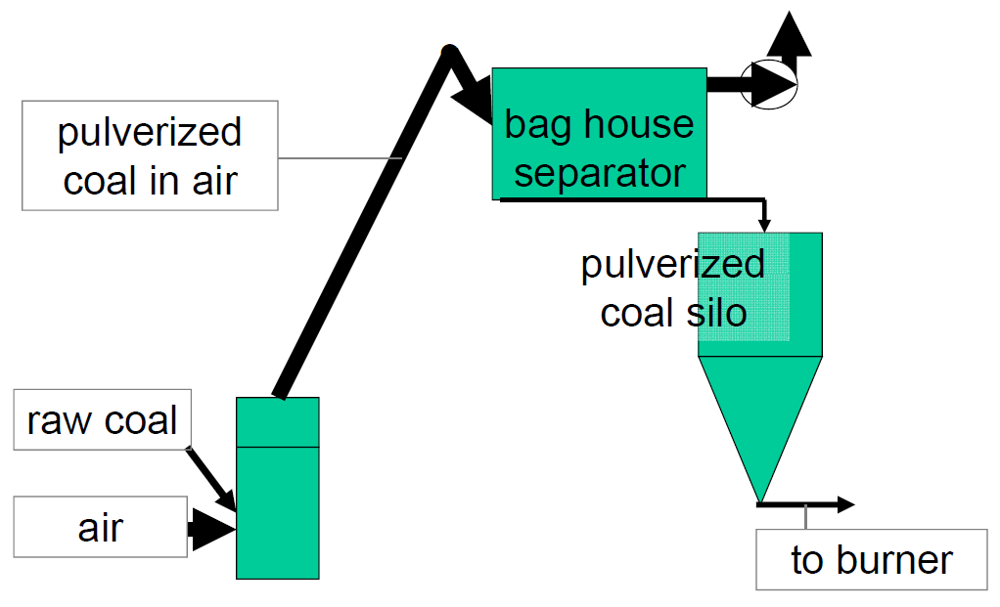 pulverized
coal in air
bag house
separator
pulverized
coal silo
raw coal
air
to burner